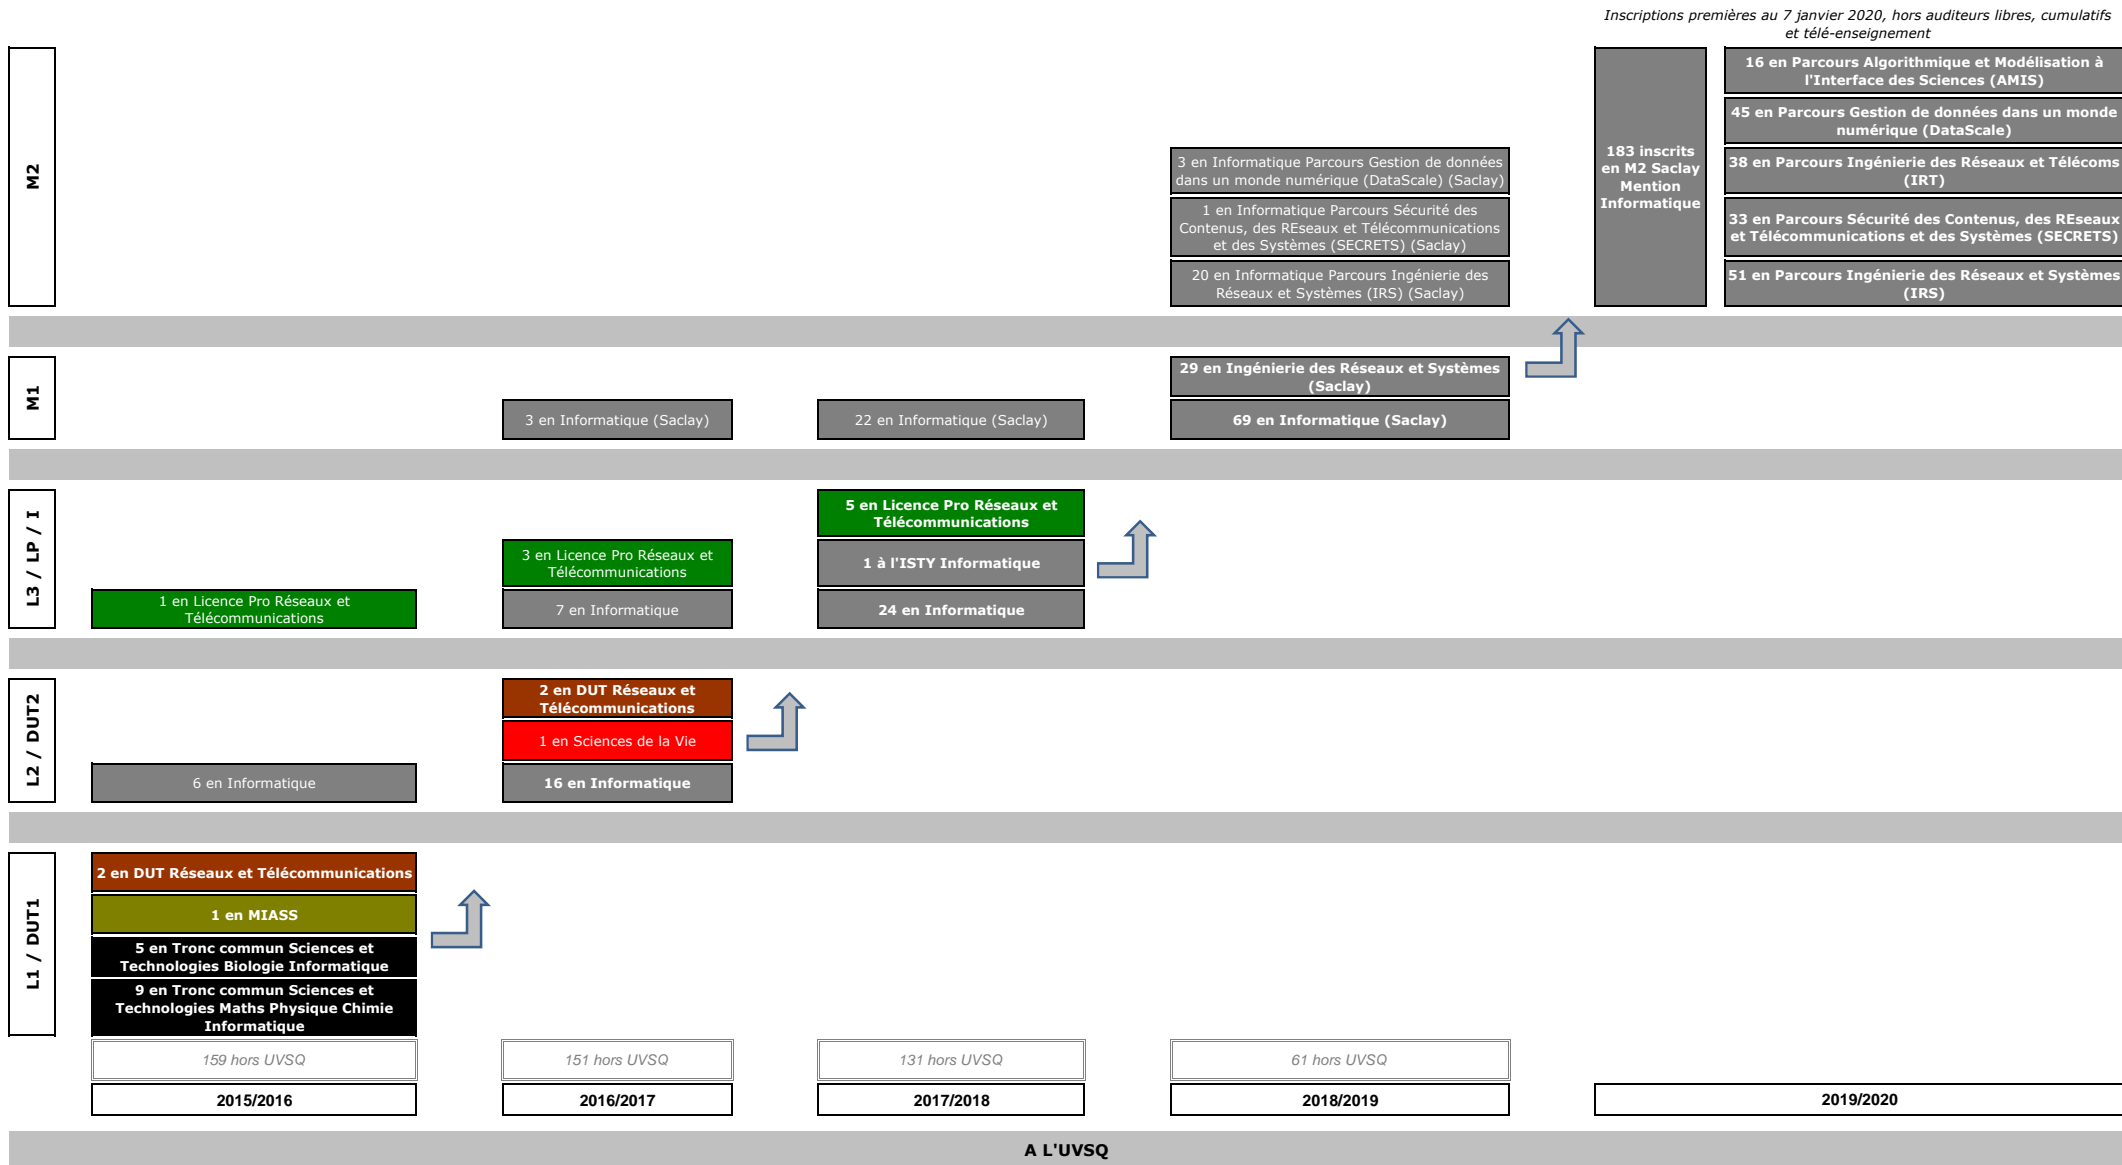 Inscriptions premières au 7 janvier 2020, hors auditeurs libres, cumulatifs
et télé-enseignement
M2
3 en Informatique Parcours Gestion de données
dans un monde numérique (DataScale) (Saclay)
1 en Informatique Parcours Sécurité des
Contenus, des REseaux et Télécommunications
et des Systèmes (SECRETS) (Saclay)
20 en Informatique Parcours Ingénierie des
Réseaux et Systèmes (IRS) (Saclay)
183 inscrits
en M2 Saclay
Mention
Informatique
16 en Parcours Algorithmique et Modélisation à
l'Interface des Sciences (AMIS)
45 en Parcours Gestion de données dans un monde
numérique (DataScale)
38 en Parcours Ingénierie des Réseaux et Télécoms
(IRT)
33 en Parcours Sécurité des Contenus, des REseaux
et Télécommunications et des Systèmes (SECRETS)
51 en Parcours Ingénierie des Réseaux et Systèmes
(IRS)
M1
3 en Informatique (Saclay)
22 en Informatique (Saclay)
29 en Ingénierie des Réseaux et Systèmes
(Saclay)
69 en Informatique (Saclay)
L3 / LP / I
1 en Licence Pro Réseaux et
Télécommunications
3 en Licence Pro Réseaux et
Télécommunications
7 en Informatique
5 en Licence Pro Réseaux et
Télécommunications
1 à l'ISTY Informatique
24 en Informatique
L2 / DUT2
6 en Informatique
2 en DUT Réseaux et
Télécommunications
1 en Sciences de la Vie
16 en Informatique
L1 / DUT1
2 en DUT Réseaux et Télécommunications
1 en MIASS
5 en Tronc commun Sciences et
Technologies Biologie Informatique
9 en Tronc commun Sciences et
Technologies Maths Physique Chimie
Informatique
159 hors UVSQ
151 hors UVSQ
131 hors UVSQ
61 hors UVSQ
2015/2016
2016/2017
2017/2018
2018/2019
2019/2020
A L'UVSQ